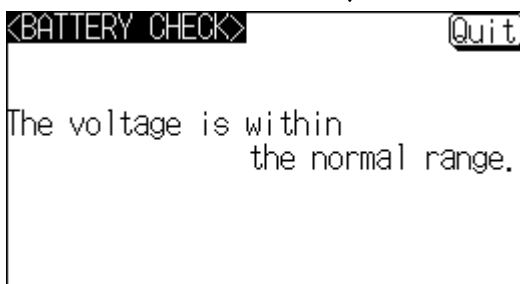 <BATTERY CHECK>
Quit
The voltage is within
the normal range.